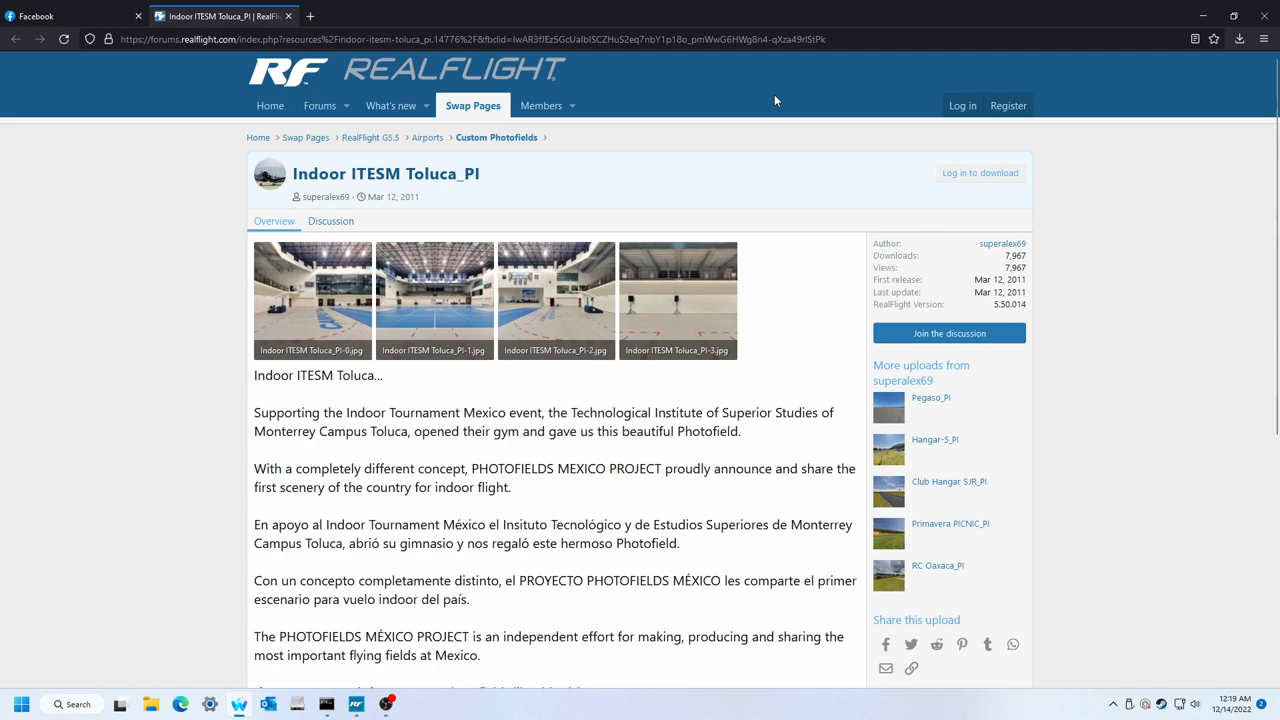 Facebook
Indoor ITESM Toluca_PI | RealFlig
https://forums.realflight.com/index.php?resources%2Findoor-item-toluca_pi.14776%2F&fbclid=IwAR3fJEz5GcUaIbISCZHuS2eq7nbY1p18o_pmWwG6HWg8x4-qXza49rIStPk
RF REALFLIGHT
Home Forums What's new Swap Pages Members Log in Register
Home > Swap Pages > RealFlight G5.5 > Airports > Custom Photofields >
Indoor ITESM Toluca_PI
Log in to download
superalex69 · Mar 12, 2011
Overview Discussion
Indoor ITESM Toluca_PI-0.jpg Indoor ITESM Toluca_PI-1.jpg Indoor ITESM Toluca_PI-2.jpg Indoor ITESM Toluca_PI-3.jpg
Indoor ITESM Toluca...
Supporting the Indoor Tournament Mexico event, the Technological Institute of Superior Studies of
Monterrey Campus Toluca, opened their gym and gave us this beautiful Photofield.
With a completely different concept, PHOTOFIELDS MEXICO PROJECT proudly announce and share the
first scenery of the country for indoor flight.
En apoyo al Indoor Tournament México el Insituto Tecnológico y de Estudios Superiores de Monterrey
Campus Toluca, abrió su gimnasio y nos regaló este hermoso Photofield.
Con un concepto completamente distinto, el PROYECTO PHOTOFIELDS MÉXICO les comparte el primer
escenario para vuelo indoor del país.
The PHOTOFIELDS MÉXICO PROJECT is an independent effort for making, producing and sharing the
most important flying fields at Mexico.
Author: superalex69
Downloads: 7,967
Views: 7,967
First release: Mar 12, 2011
Last update: Mar 12, 2011
RealFlight Version: 5.50.014
Join the discussion
More uploads from
superalex69
Pegaso_PI
Hangar-5_PI
Club Hangar SJR_PI
Primavera PICNIC_PI
RC Oaxaca_PI
Share this upload
Search
12:19 AM
12/14/2022
2